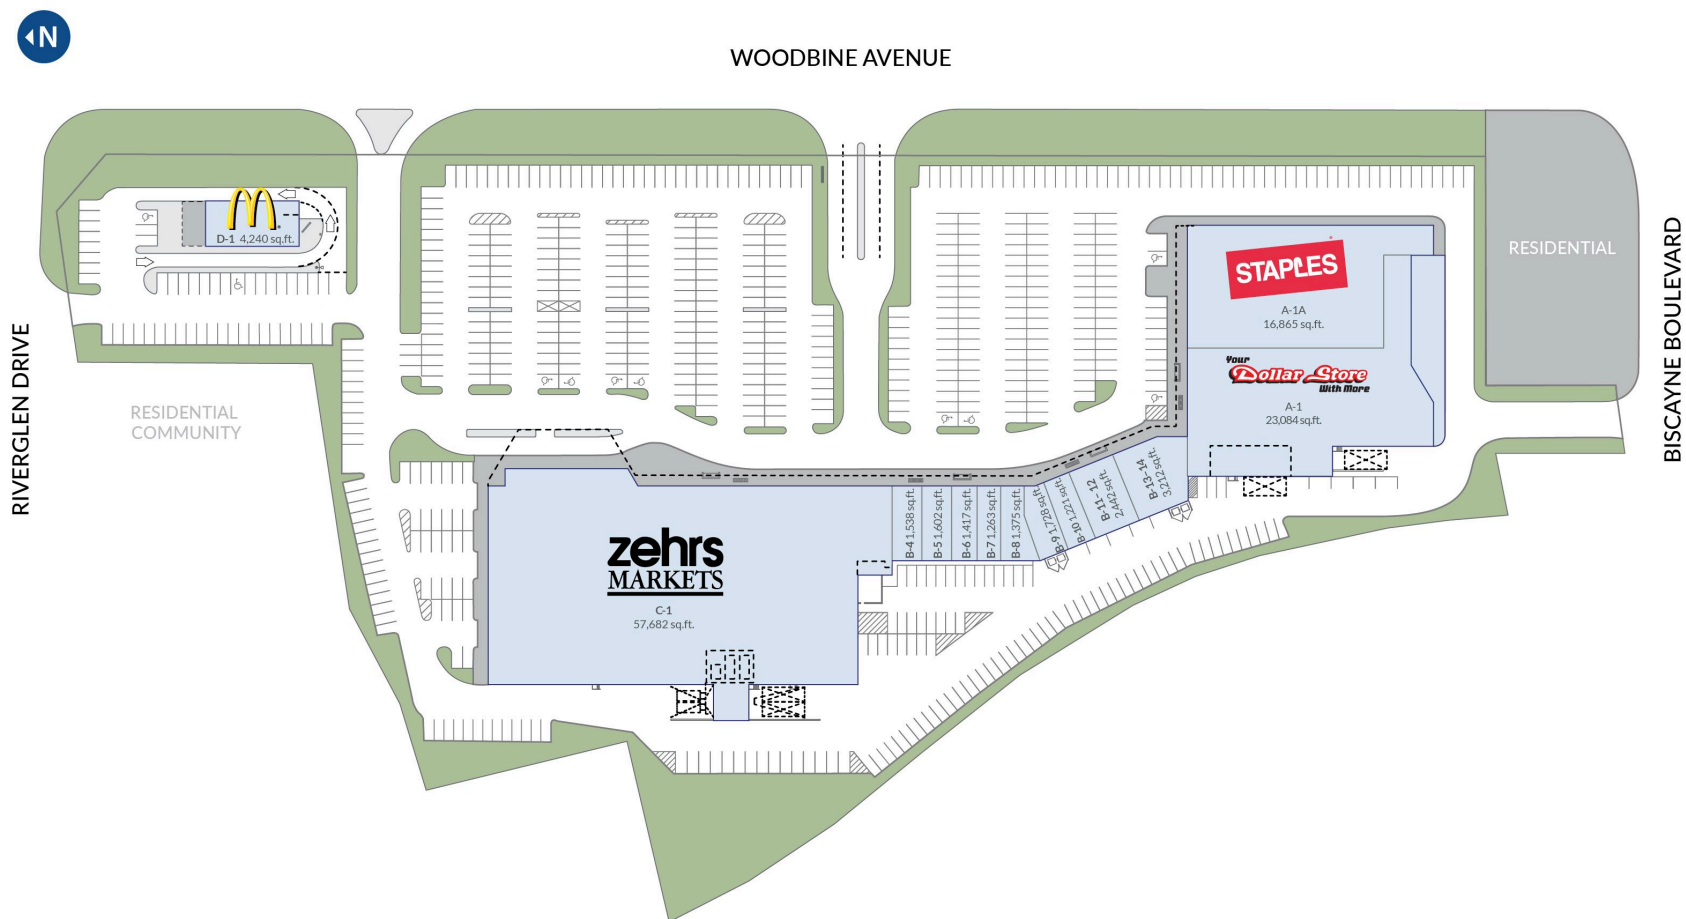 N
WOODBINE AVENUE
D-1 4,240 sq.ft.
RIVERGLEN DRIVE
RESIDENTIAL
COMMUNITY
STAPLES
A-1A
16,865 sq.ft.
Your
Dollar Store
With More
A-1
23,084 sq.ft.
RESIDENTIAL
BISCAYNE BOULEVARD
zehrs
MARKETS
C-1
57,682 sq.ft.
B-4 1,538 sq.ft.
B-5 1,602 sq.ft.
B-6 1,417 sq.ft.
B-7 1,263 sq.ft.
B-8 1,375 sq.ft.
B-9 1,728 sq.ft.
B-10 1,221 sq.ft.
B-11-12
2,442 sq.ft.
B-13-14
3,212 sq.ft.